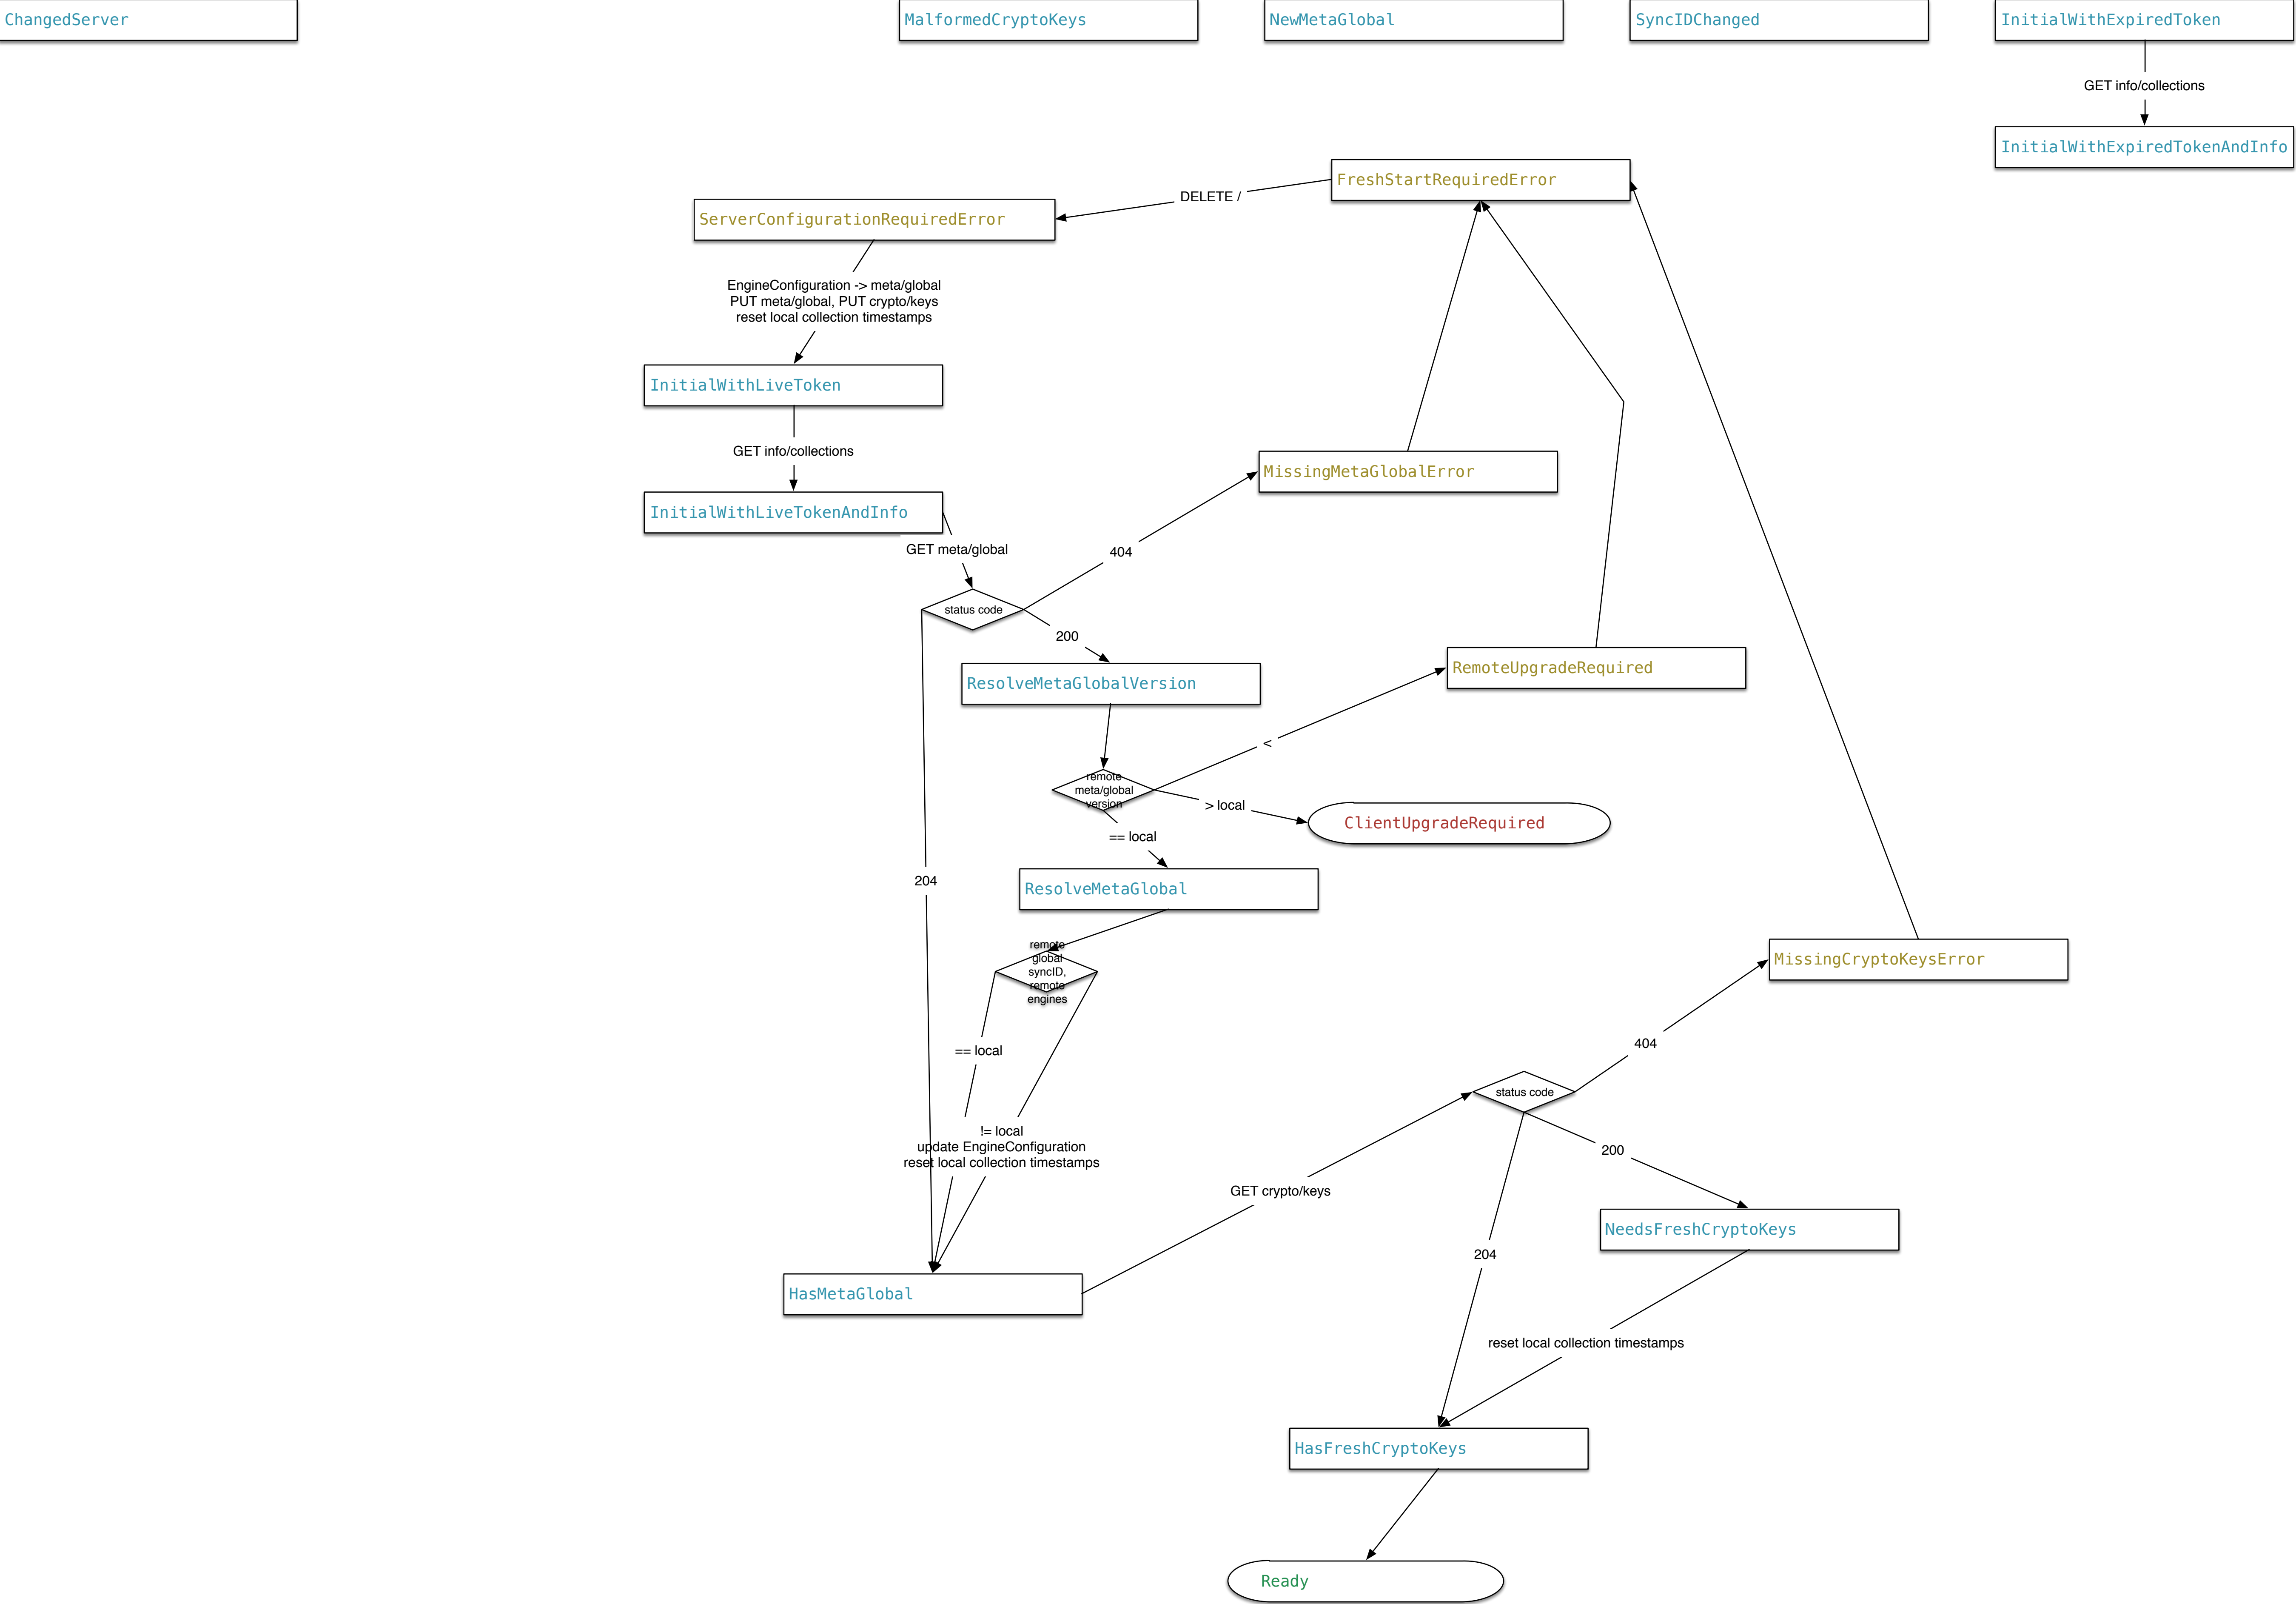 ChangedServer
MalformedCryptoKeys
NewMetaGlobal
SyncIDChanged
InitialWithExpiredToken
GET info/collections
InitialWithExpiredTokenAndInfo
FreshStartRequiredError
DELETE /
ServerConfigurationRequiredError
EngineConfiguration -> meta/global
PUT meta/global, PUT crypto/keys
reset local collection timestamps
InitialWithLiveToken
GET info/collections
MissingMetaGlobalError
InitialWithLiveTokenAndInfo
GET meta/global
404
status code
200
RemoteUpgradeRequired
ResolveMetaGlobalVersion
<
remote
meta/global
version
> local
ClientUpgradeRequired
== local
204
ResolveMetaGlobal
remote
global
syncID,
remote
engines
MissingCryptoKeysError
== local
404
status code
!= local
update EngineConfiguration
reset local collection timestamps
200
GET crypto/keys
NeedsFreshCryptoKeys
204
HasMetaGlobal
reset local collection timestamps
HasFreshCryptoKeys
Ready